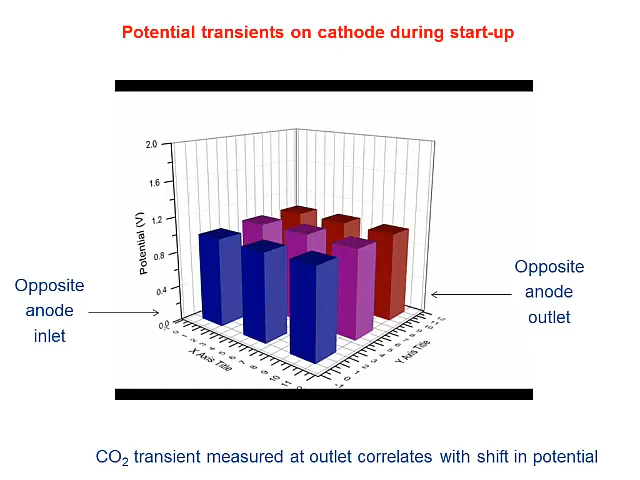 Potential transients on cathode during start-up
2.0
1.6
1.2
0.8
0.4
0.0
Potential (V)
X Axis Title
Y Axis Title
Opposite
anode
inlet
Opposite
anode
outlet
CO₂ transient measured at outlet correlates with shift in potential